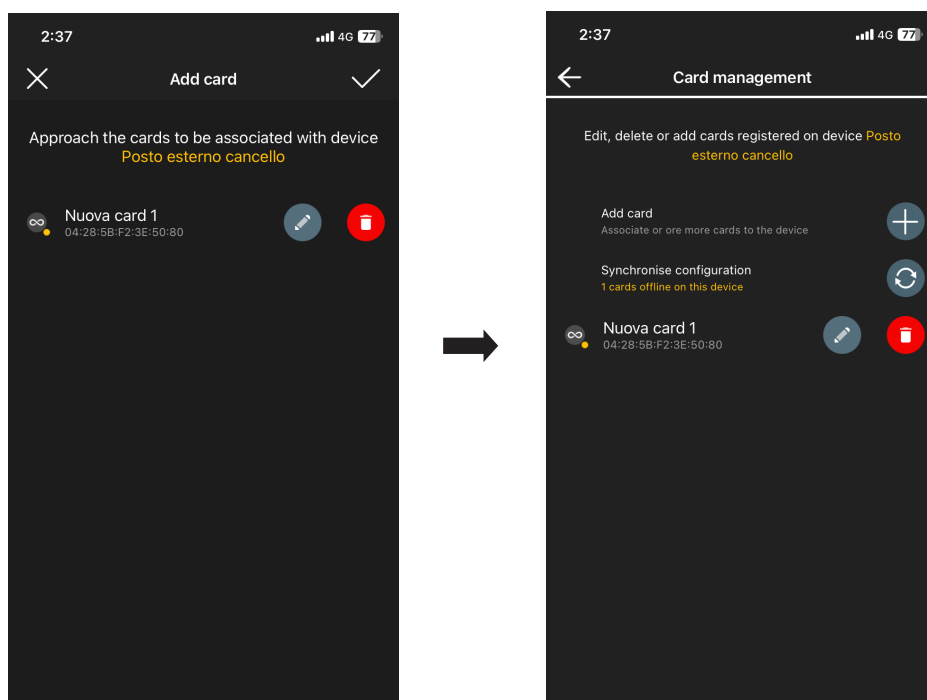 2:37
4G 77
Add card
Approach the cards to be associated with device
Posto esterno cancello
Nuova card 1
04:28:5B:F2:3E:50:80
2:37
4G 77
Card management
Edit, delete or add cards registered on device Posto
esterno cancello
Add card
Associate or ore more cards to the device
Synchronise configuration
1 cards offline on this device
Nuova card 1
04:28:5B:F2:3E:50:80